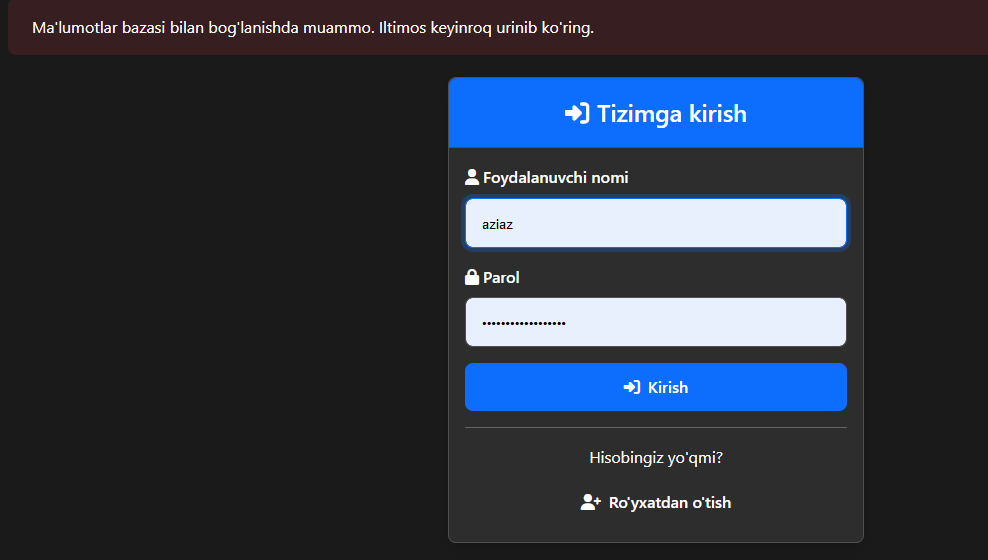 Ma'lumotlar bazasi bilan bog'lanishda muammo. Iltimos keyinroq urinib ko'ring.
Tizimga kirish
Foydalanuvchi nomi
aziaz
Parol
••••••••••••••••••
Kirish
Hisobingiz yo'qmi?
Ro'yxatdan o'tish